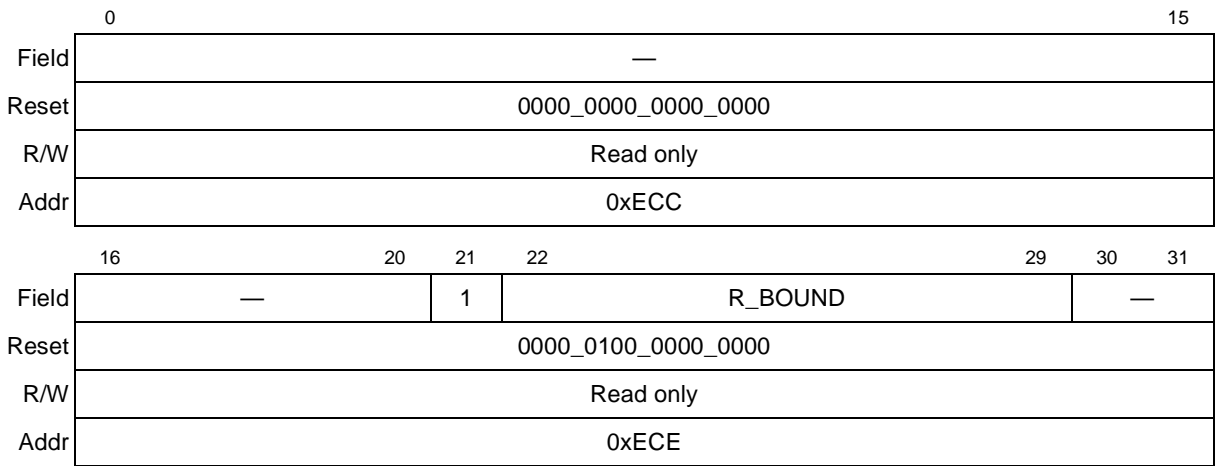 0 15
Field —
Reset 0000_0000_0000_0000
R/W Read only
Addr 0xECC
16 20 21 22 29 30 31
Field — 1 R_BOUND —
Reset 0000_0100_0000_0000
R/W Read only
Addr 0xECE